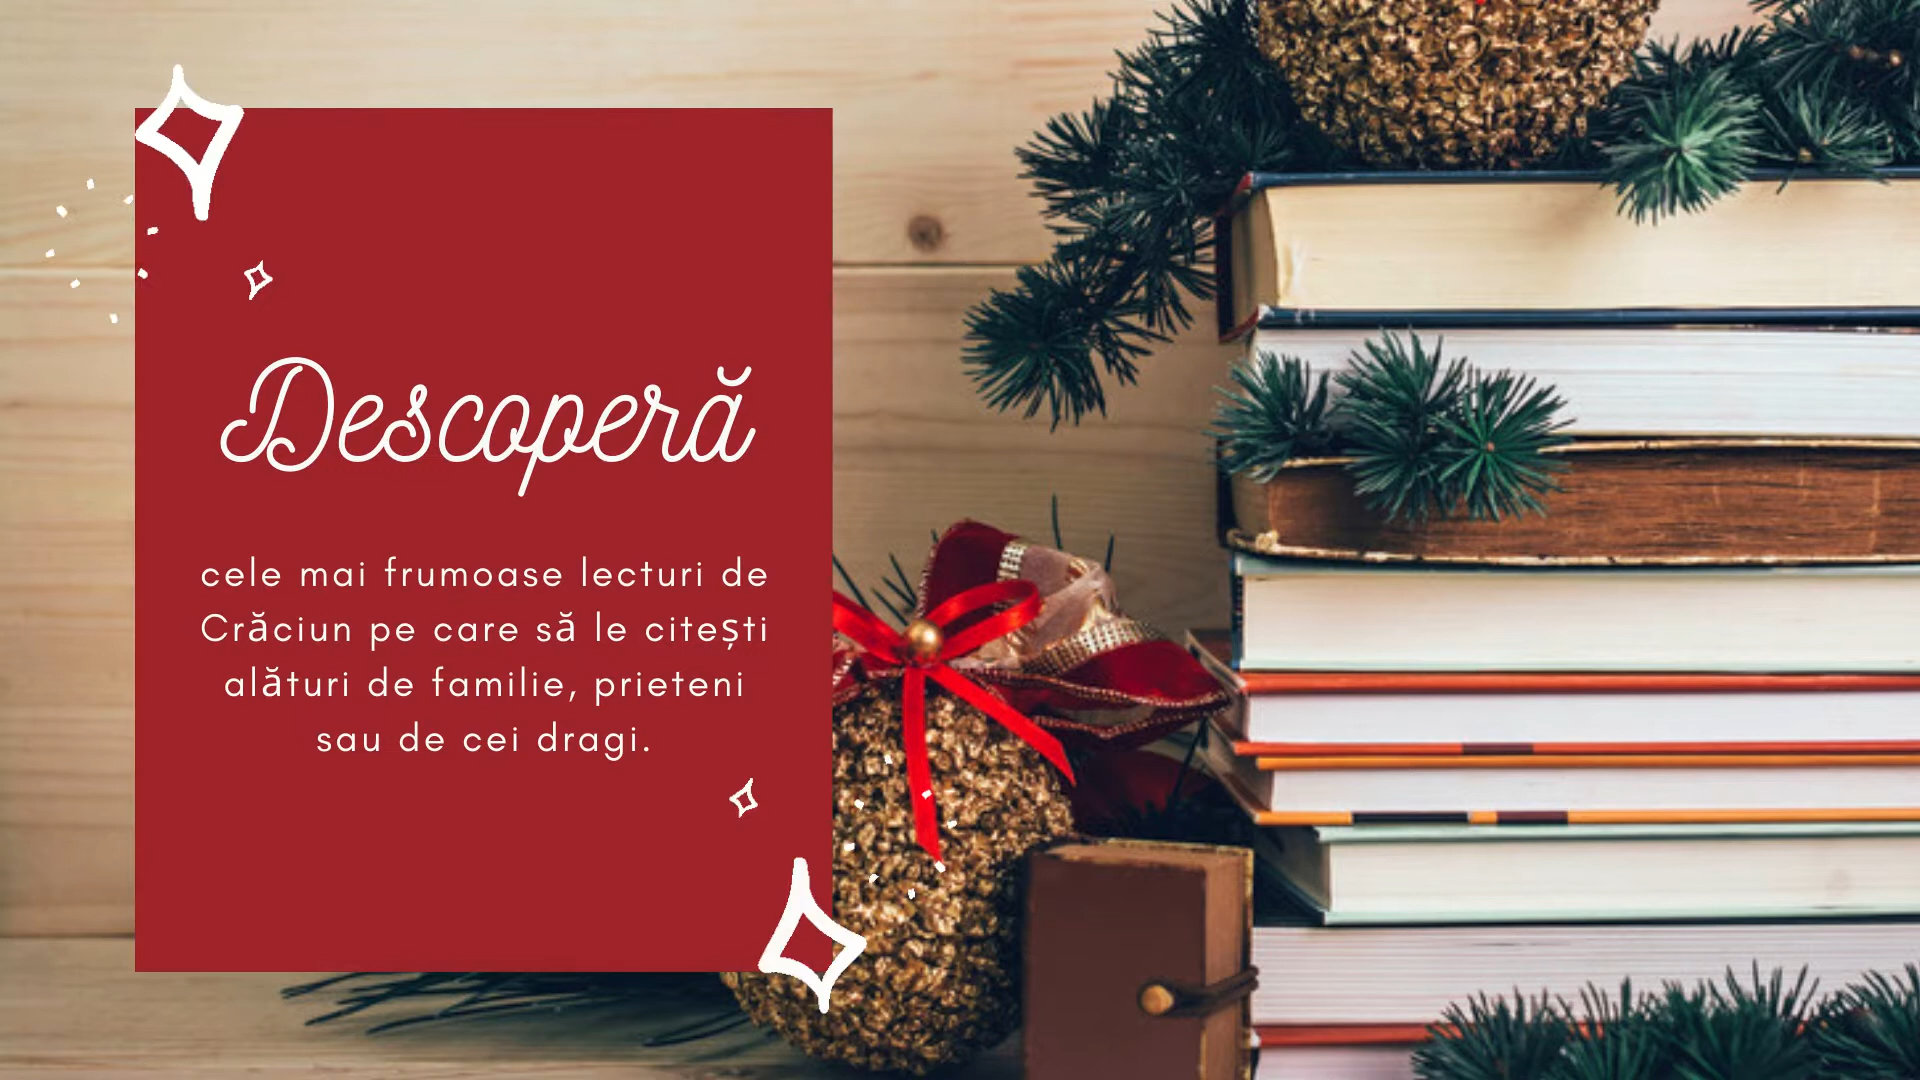 Descoperă
cele mai frumoase lecturi de
Crăciun pe care să le citești
alături de familie, prieteni
sau de cei dragi.